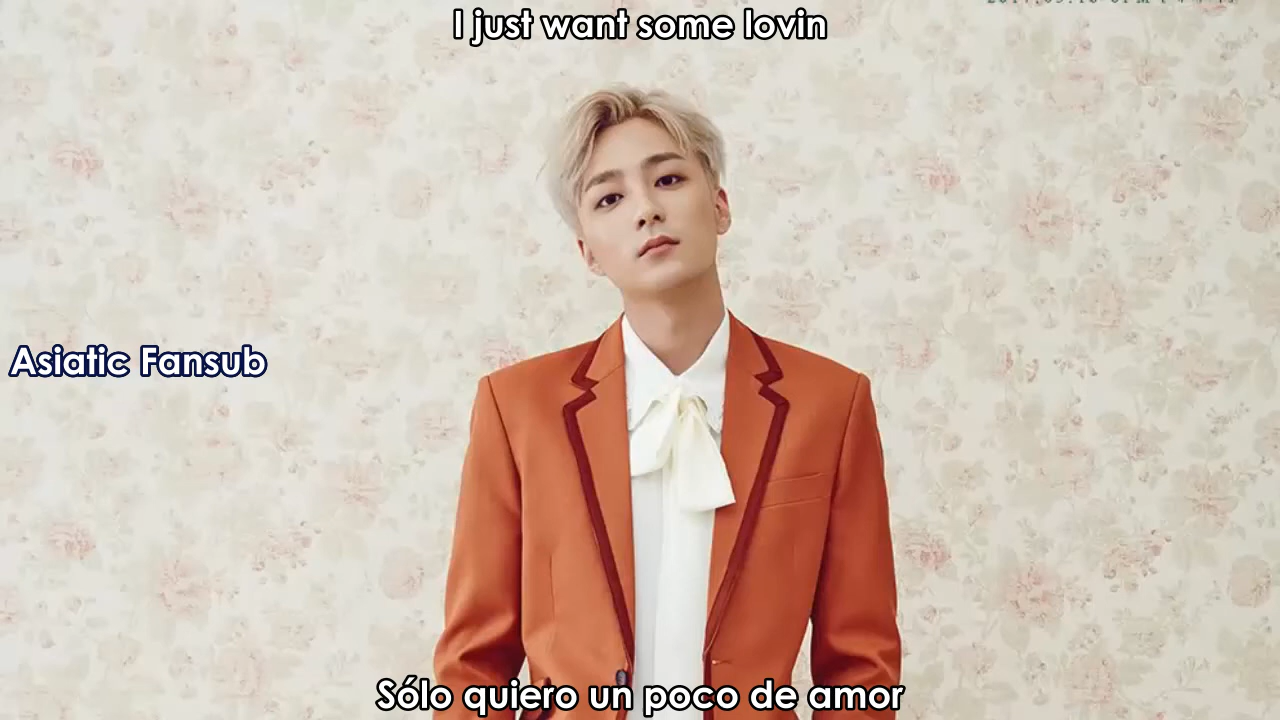 I just want some lovin
Asiatic Fansub
Sólo quiero un poco de amor